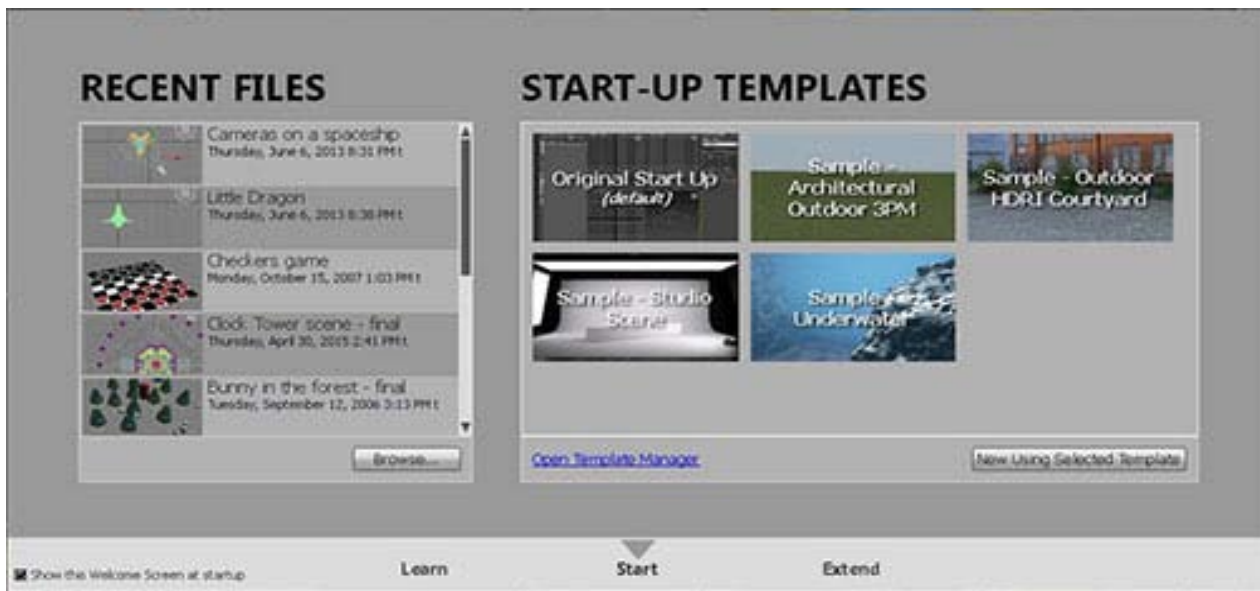 RECENT FILES
Cameras on a spaceship
Thursday, June 6, 2013 8:31 PM t
Little Dragon
Thursday, June 6, 2013 8:38 PM t
Checkers game
Monday, October 15, 2007 1:03 PM t
Clock Tower scene - final
Thursday, April 30, 2015 2:41 PM t
Bunny in the forest - final
Tuesday, September 12, 2006 3:13 PM t
Browse...
START-UP TEMPLATES
Original Start Up
(default)
Sample -
Architectural
Outdoor 3PM
Sample - Outdoor
HDRI Courtyard
Sample - Studio
Scene
Sample -
Underwater
Open Template Manager
New Using Selected Template
Show this Welcome Screen at startup
Learn
Start
Extend